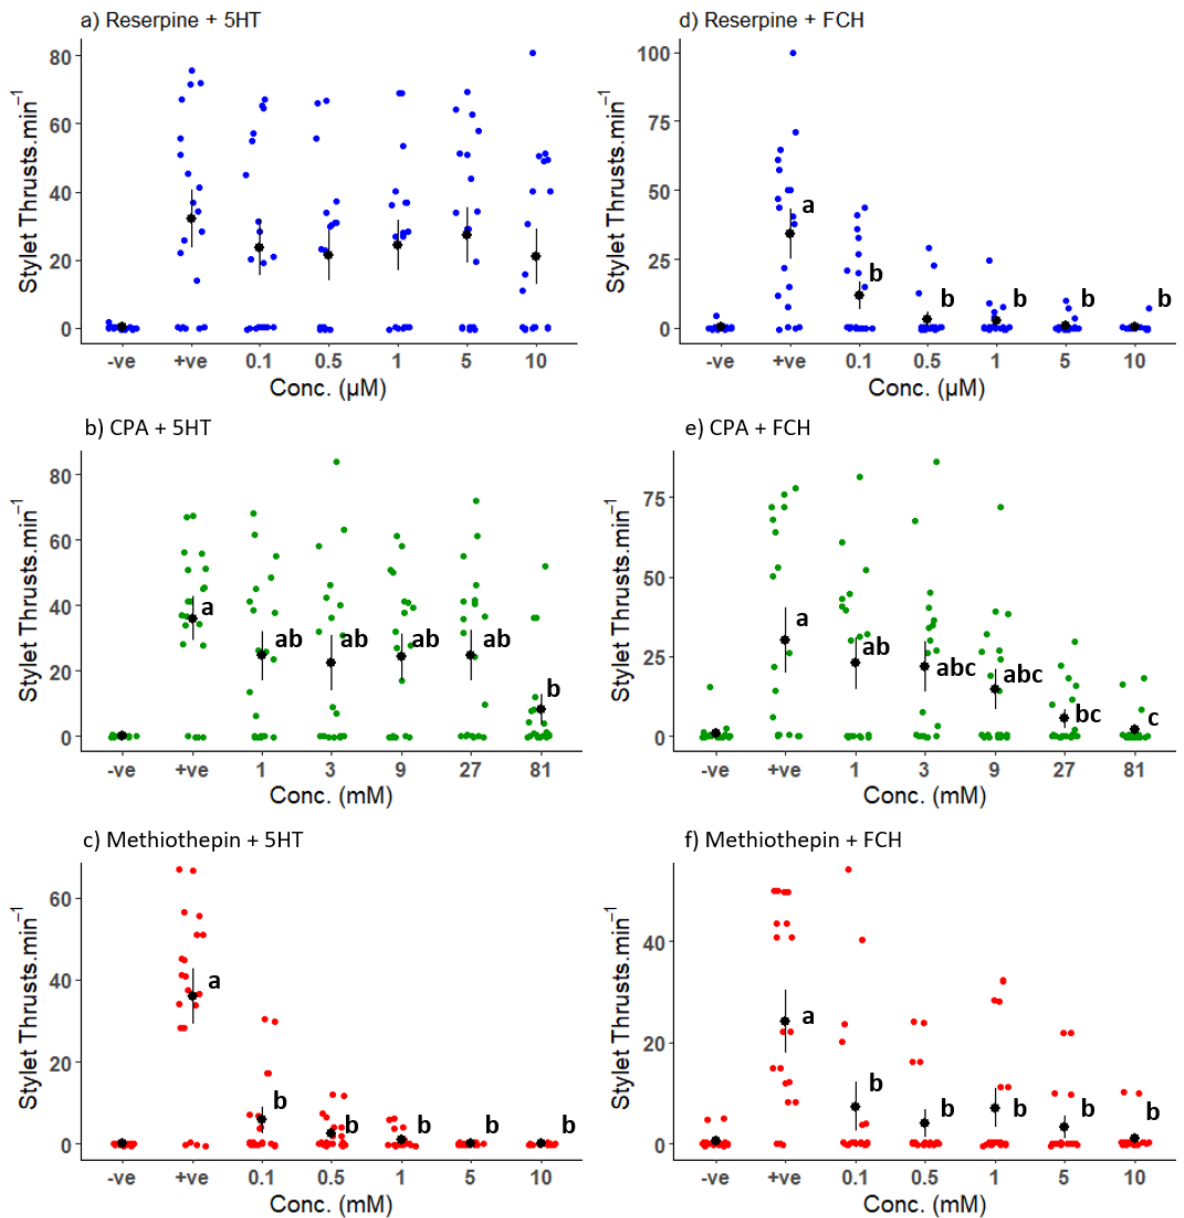 a) Reserpine + 5HT
Stylet Thrusts.min⁻¹
80
60
40
20
0
-ve +ve 0.1 0.5 1 5 10
Conc. (µM)
d) Reserpine + FCH
Stylet Thrusts.min⁻¹
100
75
50
25
0
a
b
b
b
b
b
-ve +ve 0.1 0.5 1 5 10
Conc. (µM)
b) CPA + 5HT
Stylet Thrusts.min⁻¹
80
60
40
20
0
a
ab
ab
ab
ab
b
-ve +ve 1 3 9 27 81
Conc. (mM)
e) CPA + FCH
Stylet Thrusts.min⁻¹
75
50
25
0
a
ab
abc
abc
bc
c
-ve +ve 1 3 9 27 81
Conc. (mM)
c) Methiothepin + 5HT
Stylet Thrusts.min⁻¹
60
40
20
0
a
b
b
b
b
b
-ve +ve 0.1 0.5 1 5 10
Conc. (mM)
f) Methiothepin + FCH
Stylet Thrusts.min⁻¹
40
20
0
a
b
b
b
b
b
-ve +ve 0.1 0.5 1 5 10
Conc. (mM)